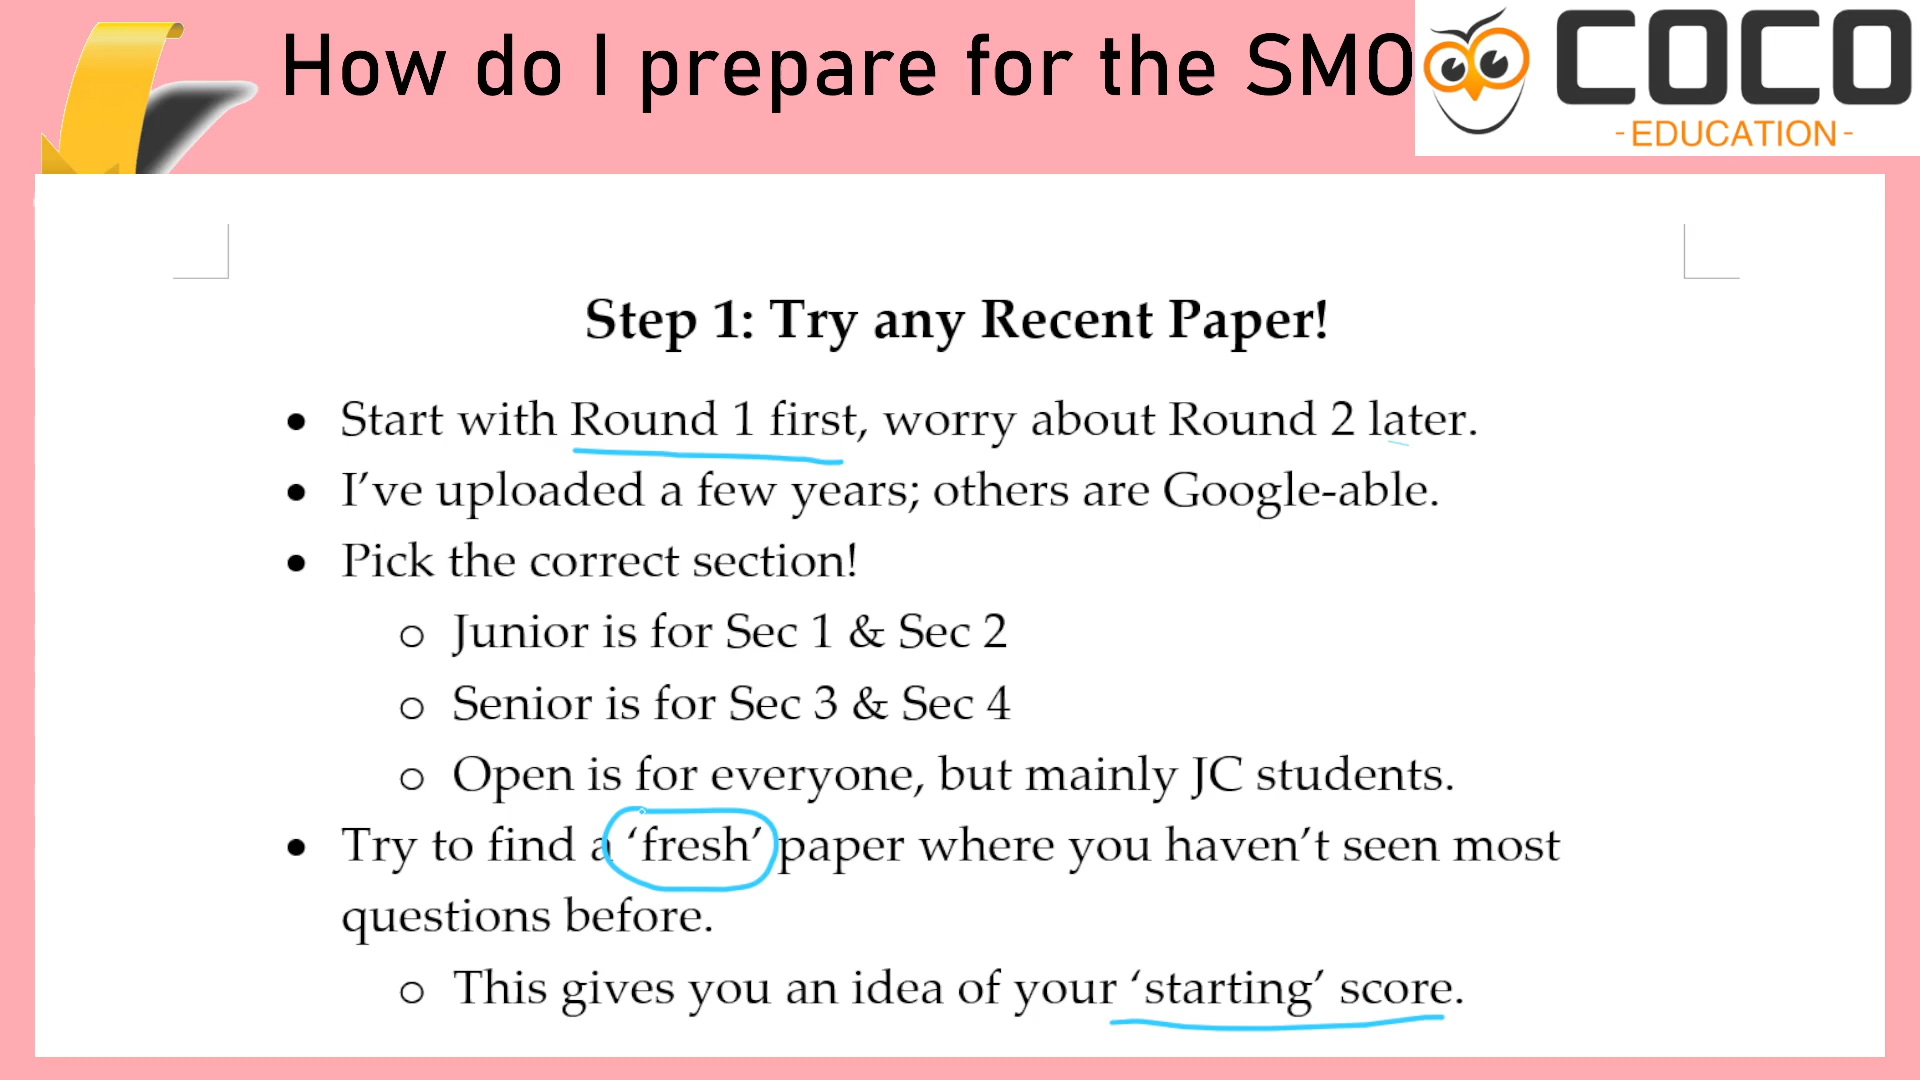 How do I prepare for the SMO
COCO
-EDUCATION-
Step 1: Try any Recent Paper!
• Start with Round 1 first, worry about Round 2 later.
• I’ve uploaded a few years; others are Google-able.
• Pick the correct section!
o Junior is for Sec 1 & Sec 2
o Senior is for Sec 3 & Sec 4
o Open is for everyone, but mainly JC students.
• Try to find a ‘fresh’ paper where you haven’t seen most
questions before.
o This gives you an idea of your ‘starting’ score.